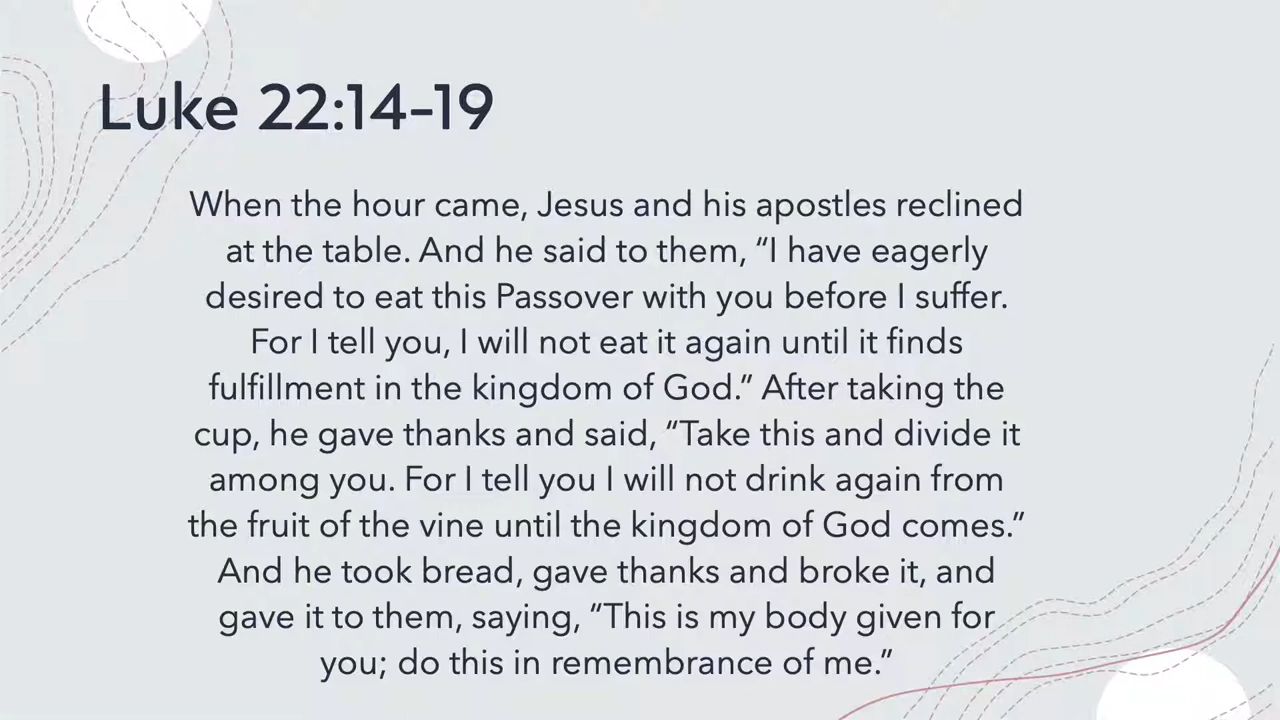 Luke 22:14-19
When the hour came, Jesus and his apostles reclined
at the table. And he said to them, “I have eagerly
desired to eat this Passover with you before I suffer.
For I tell you, I will not eat it again until it finds
fulfillment in the kingdom of God.” After taking the
cup, he gave thanks and said, “Take this and divide it
among you. For I tell you I will not drink again from
the fruit of the vine until the kingdom of God comes.”
And he took bread, gave thanks and broke it, and
gave it to them, saying, “This is my body given for
you; do this in remembrance of me.”